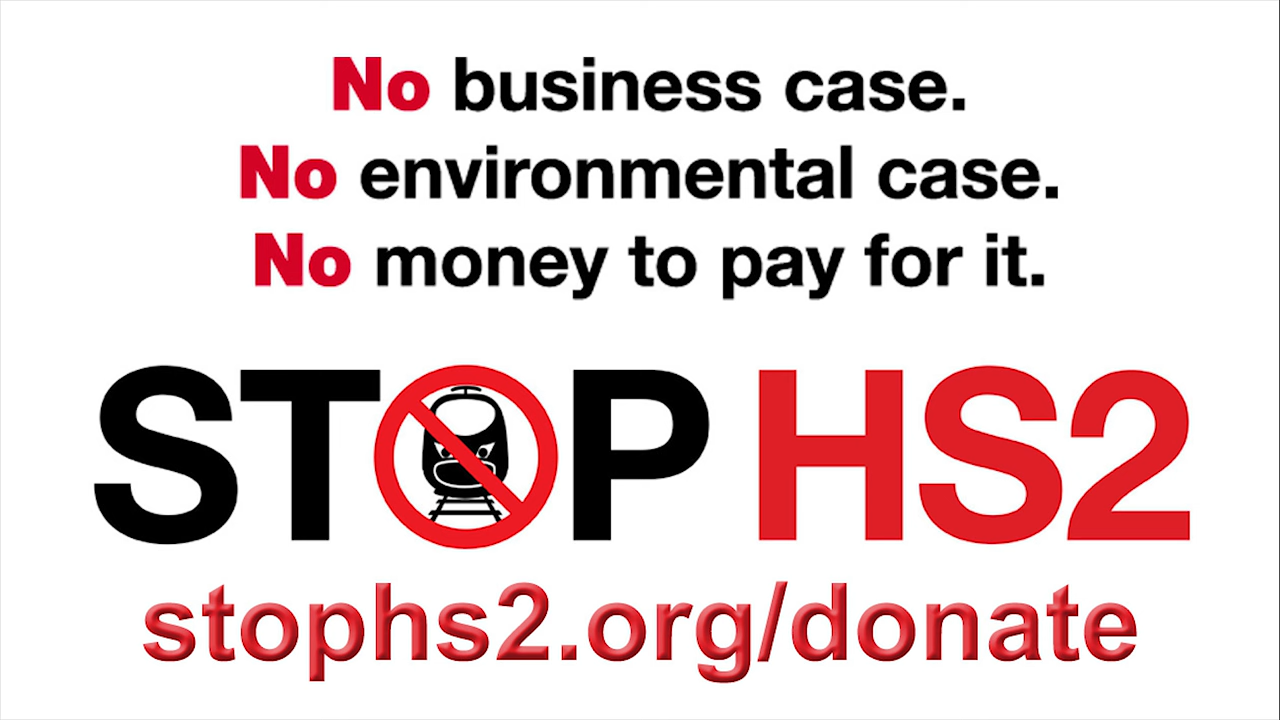 No business case.
No environmental case.
No money to pay for it.
STOP HS2
stophs2.org/donate